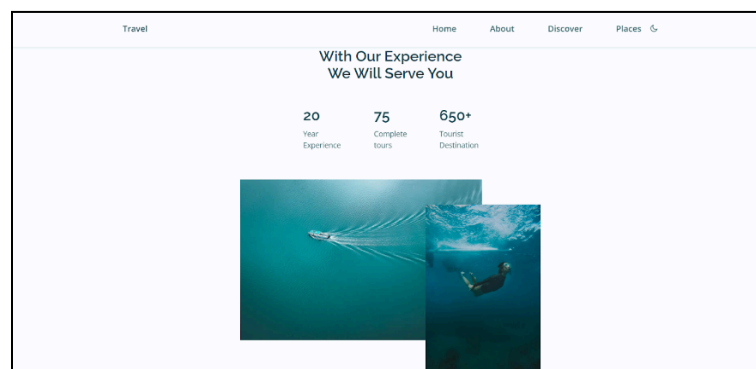 Travel Home About Discover Places
With Our Experience
We Will Serve You
20 75 650+
Year Complete Tourist
Experience tours Destination